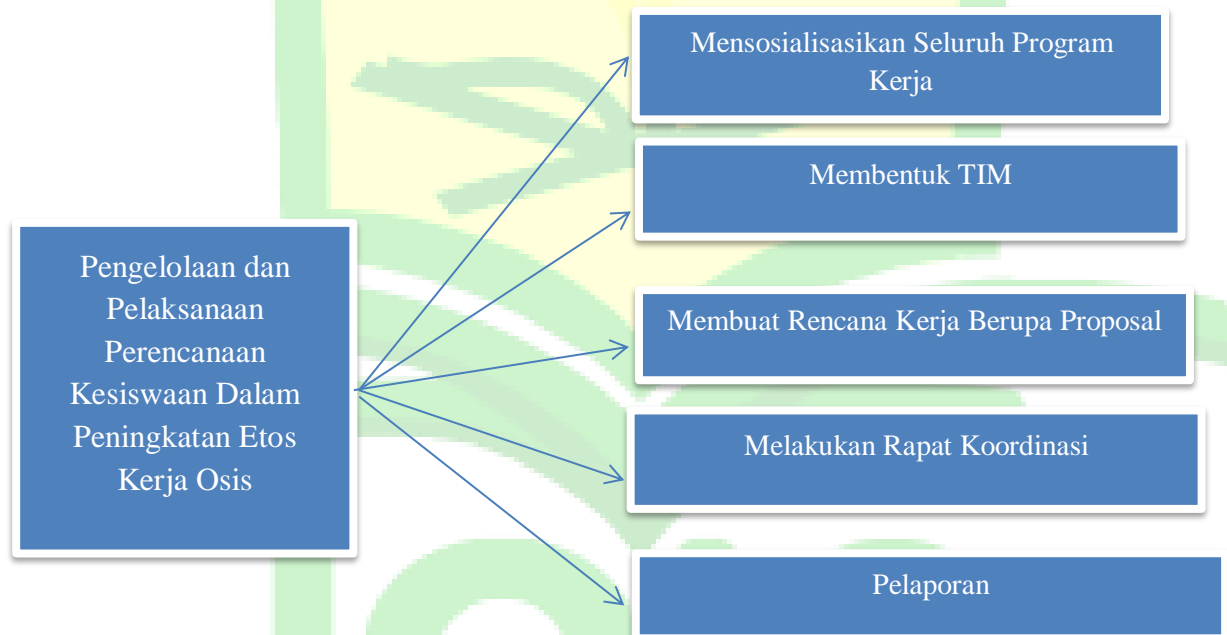 Pengelolaan dan
Pelaksanaan
Perencanaan
Kesiswaan Dalam
Peningkatan Etos
Kerja Osis
Mensosialisasikan Seluruh Program
Kerja
Membentuk TIM
Membuat Rencana Kerja Berupa Proposal
Melakukan Rapat Koordinasi
Pelaporan